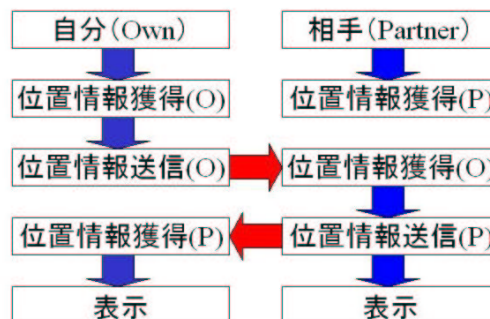 自分(Own)
相手(Partner)
位置情報獲得(O)
位置情報獲得(P)
位置情報送信(O)
位置情報獲得(O)
位置情報獲得(P)
位置情報送信(P)
表示
表示